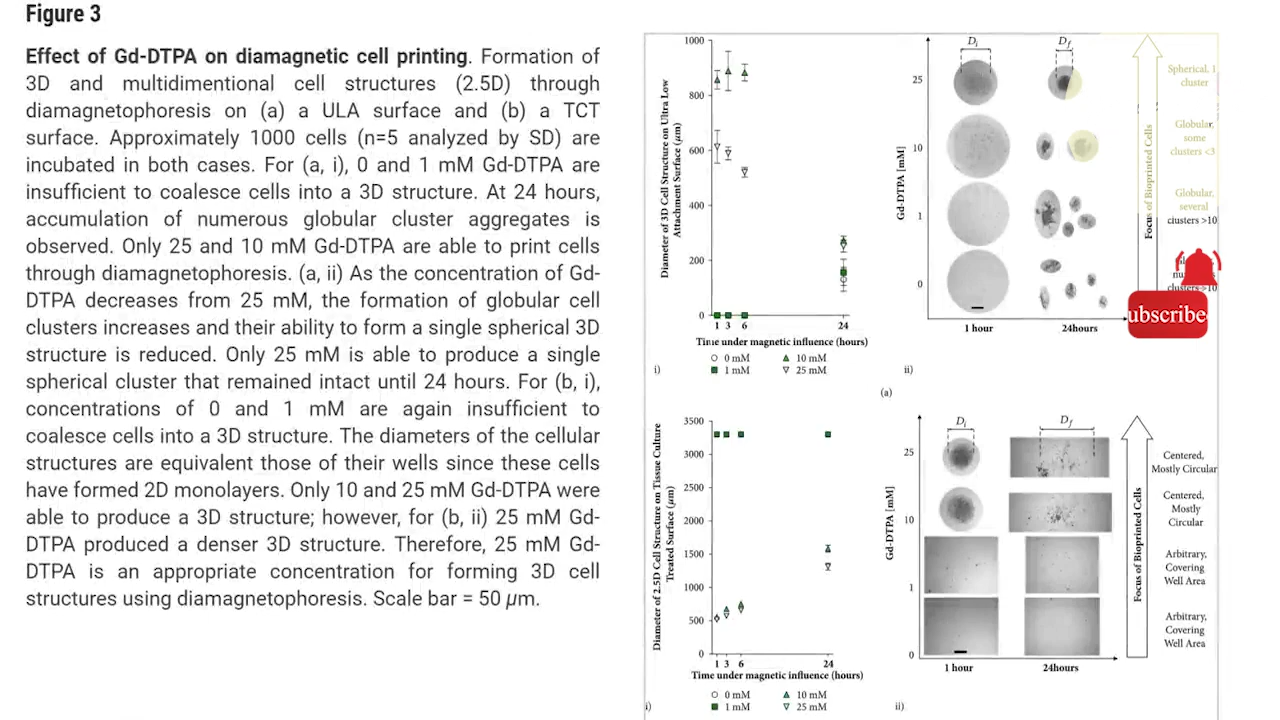 Figure 3
Effect of Gd-DTPA on diamagnetic cell printing. Formation of
3D and multidimentional cell structures (2.5D) through
diamagnetophoresis on (a) a ULA surface and (b) a TCT
surface. Approximately 1000 cells (n=5 analyzed by SD) are
incubated in both cases. For (a, i), 0 and 1 mM Gd-DTPA are
insufficient to coalesce cells into a 3D structure. At 24 hours,
accumulation of numerous globular cluster aggregates is
observed. Only 25 and 10 mM Gd-DTPA are able to print cells
through diamagnetophoresis. (a, ii) As the concentration of Gd-
DTPA decreases from 25 mM, the formation of globular cell
clusters increases and their ability to form a single spherical 3D
structure is reduced. Only 25 mM is able to produce a single
spherical cluster that remained intact until 24 hours. For (b, i),
concentrations of 0 and 1 mM are again insufficient to
coalesce cells into a 3D structure. The diameters of the cellular
structures are equivalent those of their wells since these cells
have formed 2D monolayers. Only 10 and 25 mM Gd-DTPA were
able to produce a 3D structure; however, for (b, ii) 25 mM Gd-
DTPA produced a denser 3D structure. Therefore, 25 mM Gd-
DTPA is an appropriate concentration for forming 3D cell
structures using diamagnetophoresis. Scale bar = 50 μm.
Diameter of 3D Cell Structure on Ultra Low
Attachment Surface (μm)
1000
800
600
400
200
0
1 3 6 24
Time under magnetic influence (hours)
0 mM 10 mM
1 mM 25 mM
i)
Gd-DTPA [mM]
25
10
1
0
Di Df
1 hour 24hours
Focus of Bioprinted Cells
Spherical, 1
cluster
Globular,
some
clusters <3
Globular,
several
clusters >10
clusters >10
ubscribe
ii)
(a)
Diameter of 2.5D Cell Structure on Tissue Culture
Treated Surface (μm)
3500
3000
2500
2000
1500
1000
500
0
1 3 6 24
Time under magnetic influence (hours)
0 mM 10 mM
1 mM 25 mM
i)
Gd-DTPA [mM]
25
10
1
0
Di Df
1 hour 24hours
Focus of Bioprinted Cells
Centered,
Mostly Circular
Centered,
Mostly
Circular
Arbitrary,
Covering
Well Area
Arbitrary,
Covering
Well Area
ii)